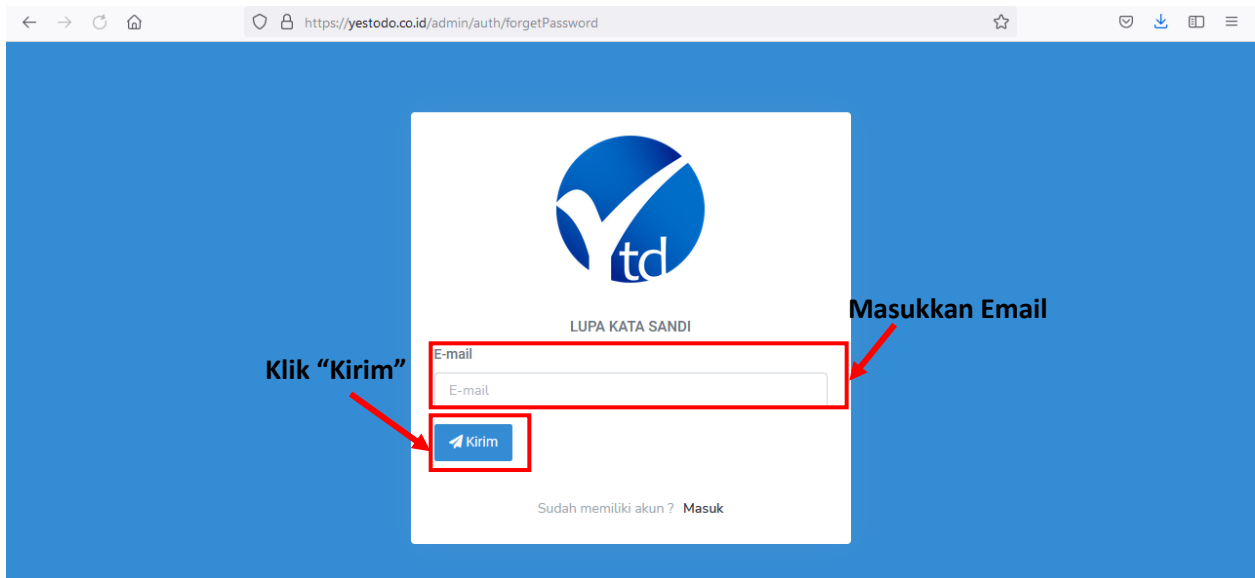 https://yestodo.co.id/admin/auth/forgetPassword
Ytd
LUPA KATA SANDI
Masukkan Email
E-mail
Klik “Kirim”
E-mail
Kirim
Sudah memiliki akun ? Masuk